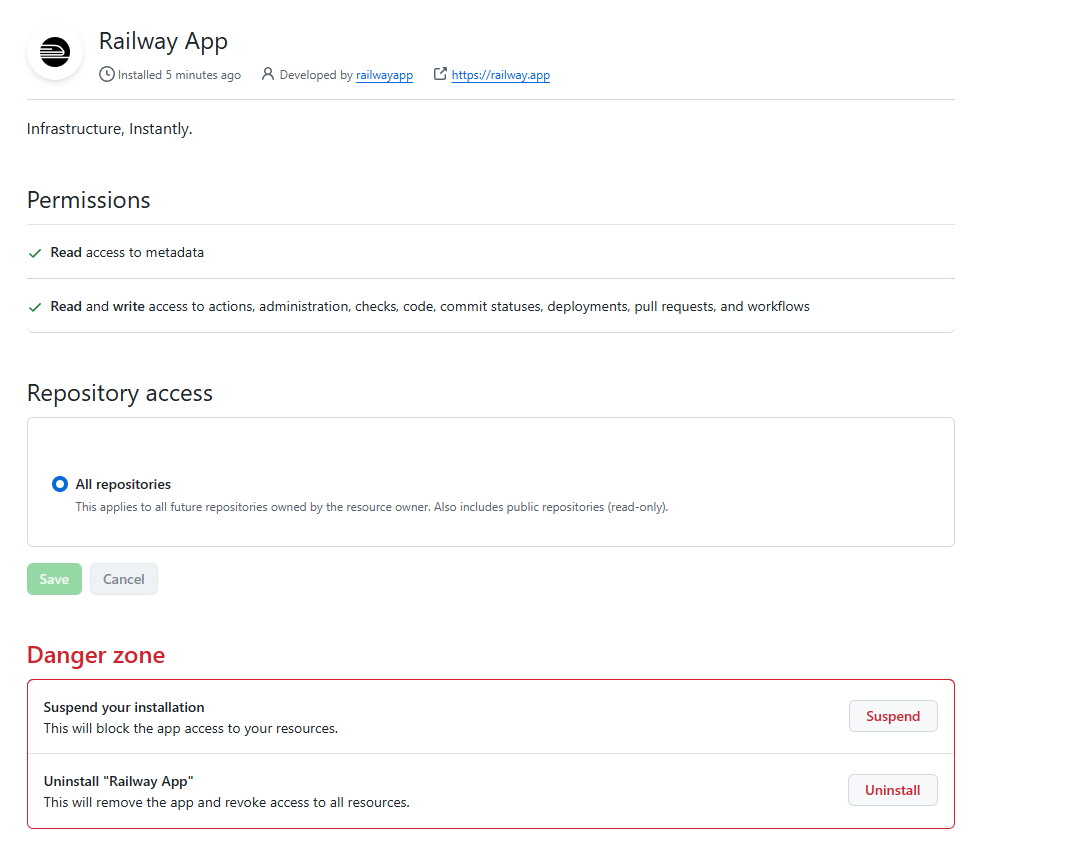 Railway App
Installed 5 minutes ago Developed by railwayapp https://railway.app
Infrastructure, Instantly.
Permissions
Read access to metadata
Read and write access to actions, administration, checks, code, commit statuses, deployments, pull requests, and workflows
Repository access
All repositories
This applies to all future repositories owned by the resource owner. Also includes public repositories (read-only).
Save Cancel
Danger zone
Suspend your installation
This will block the app access to your resources.
Suspend
Uninstall "Railway App"
This will remove the app and revoke access to all resources.
Uninstall